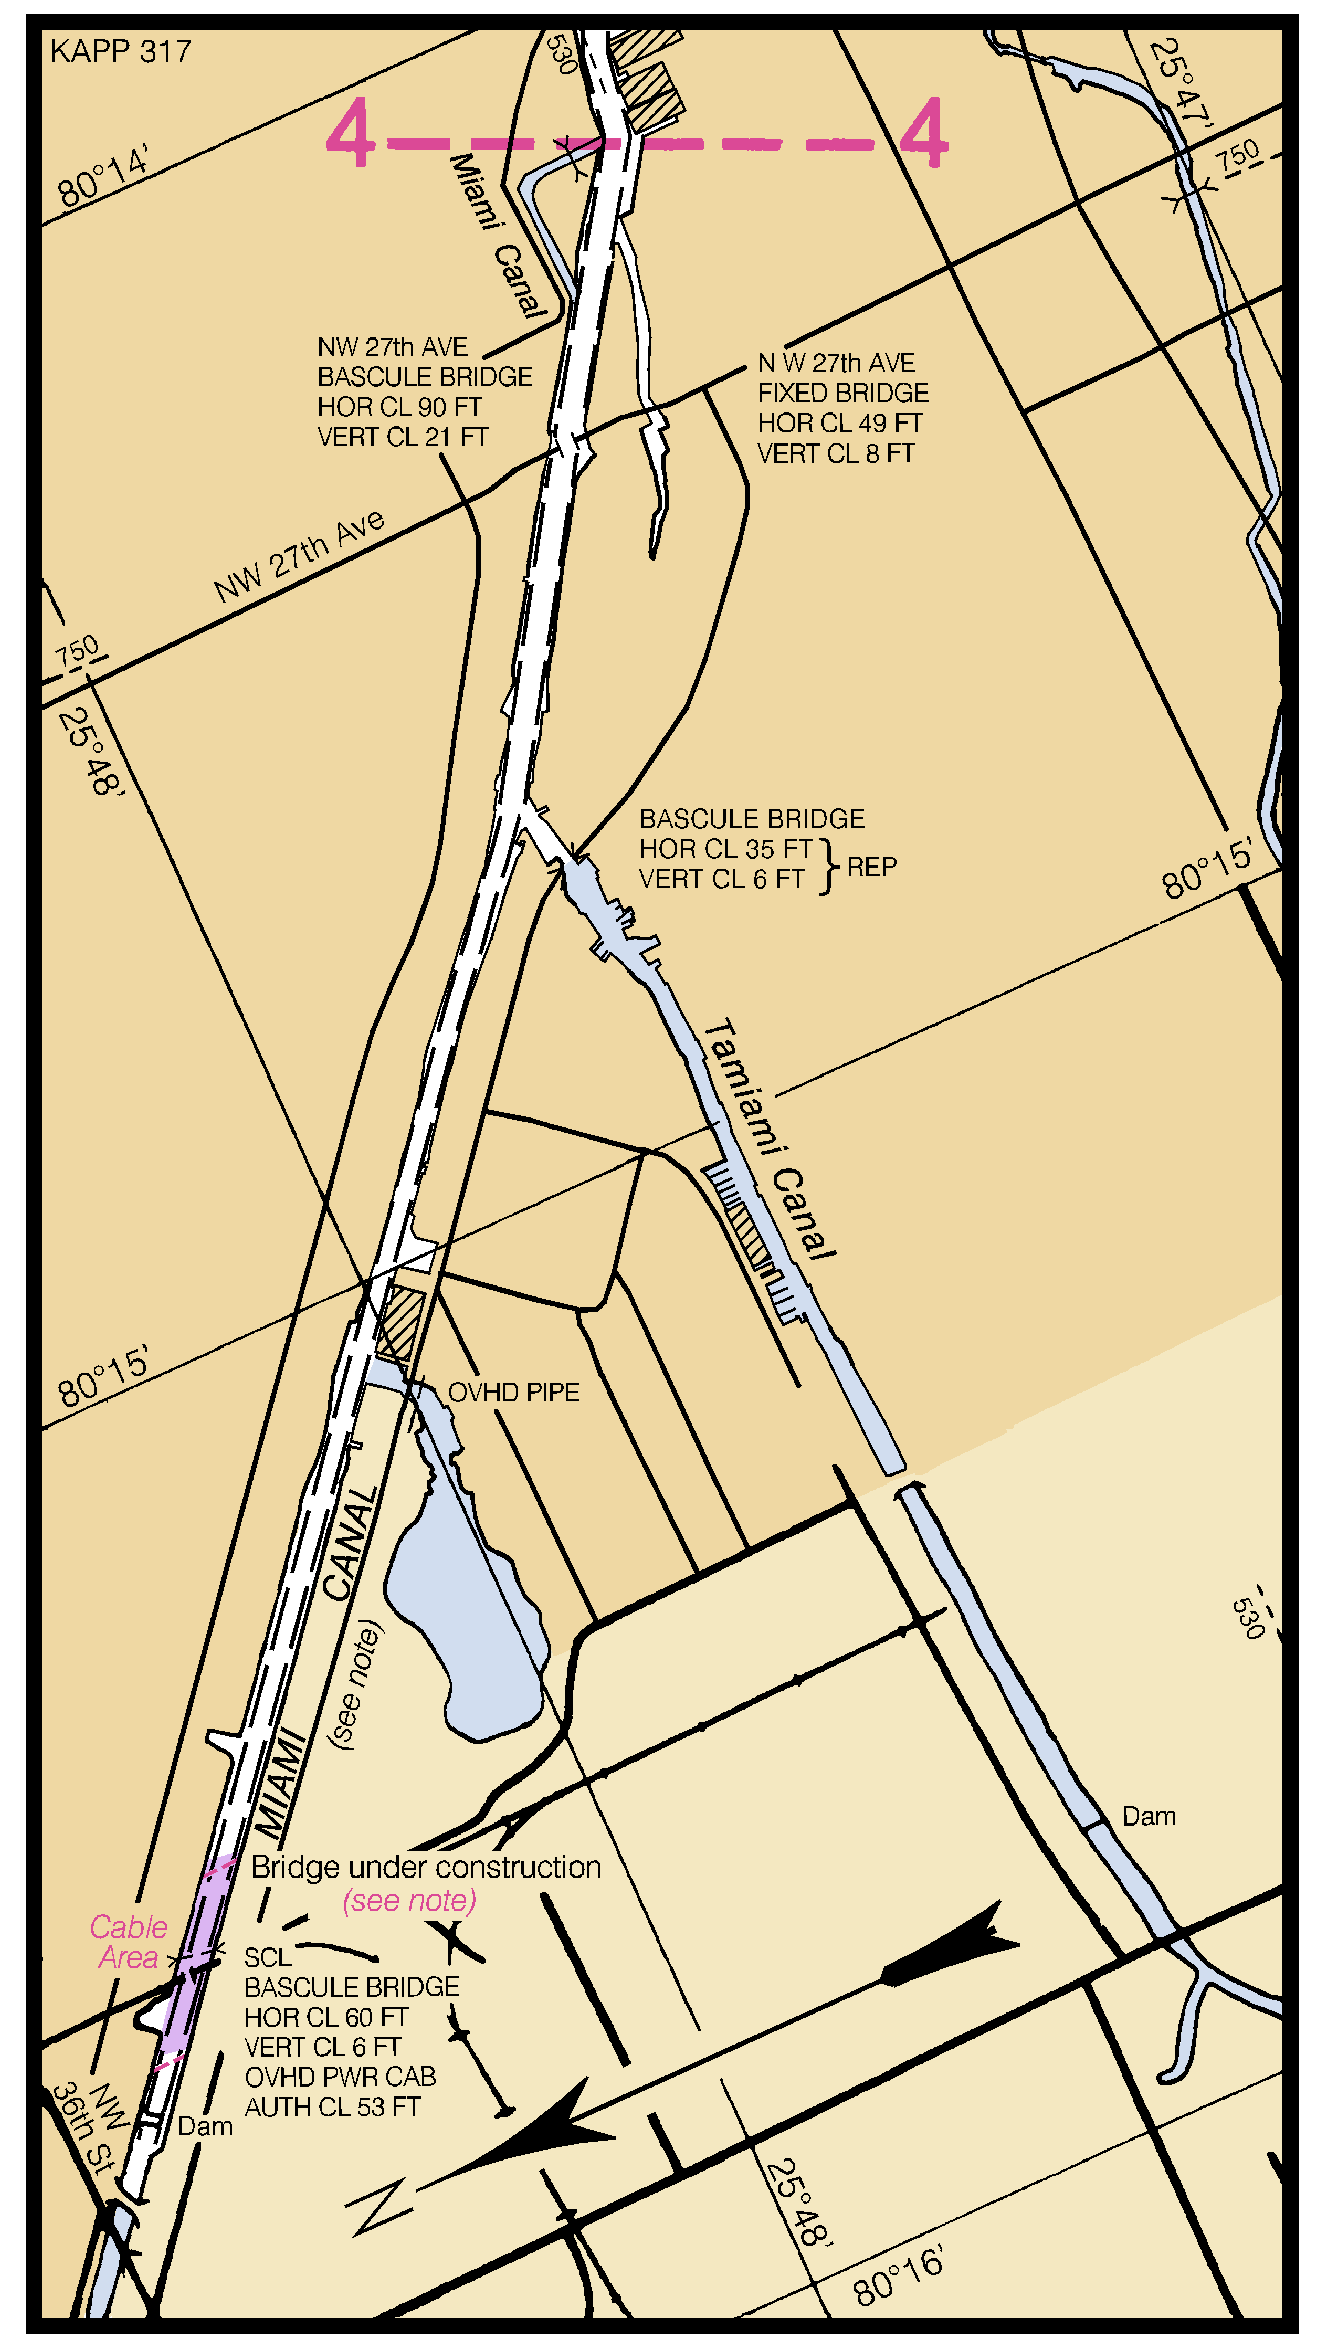 KAPP 317
530
25°47'
4 4
80°14'
750
Miami Canal
NW 27th AVE
BASCULE BRIDGE
HOR CL 90 FT
VERT CL 21 FT
N W 27th AVE
FIXED BRIDGE
HOR CL 49 FT
VERT CL 8 FT
NW 27th Ave
750
25°48'
BASCULE BRIDGE
HOR CL 35 FT
VERT CL 6 FT
REP
80°15'
Tamiami Canal
80°15'
OVHD PIPE
MIAMI CANAL
(see note)
530
Dam
Bridge under construction
(see note)
Cable
Area
SCL
BASCULE BRIDGE
HOR CL 60 FT
VERT CL 6 FT
OVHD PWR CAB
AUTH CL 53 FT
NW
36th St
Dam
N
25°48'
80°16'